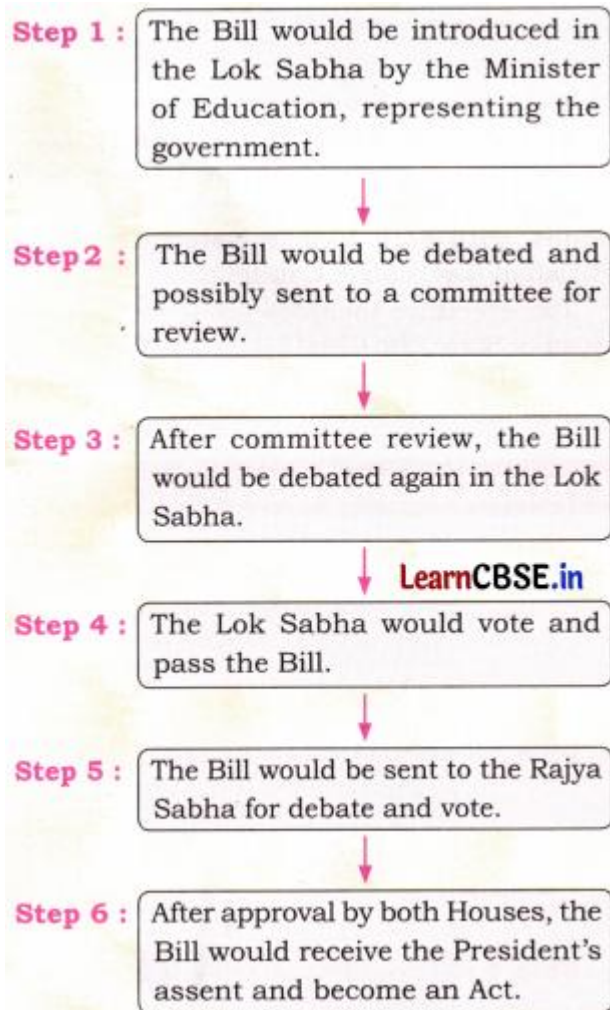 Step 1 : The Bill would be introduced in
the Lok Sabha by the Minister
of Education, representing the
government.
Step2 : The Bill would be debated and
possibly sent to a committee for
review.
Step 3 : After committee review, the Bill
would be debated again in the Lok
Sabha.
LearnCBSE.in
Step 4 : The Lok Sabha would vote and
pass the Bill.
Step 5 : The Bill would be sent to the Rajya
Sabha for debate and vote.
Step 6 : After approval by both Houses, the
Bill would receive the President's
assent and become an Act.